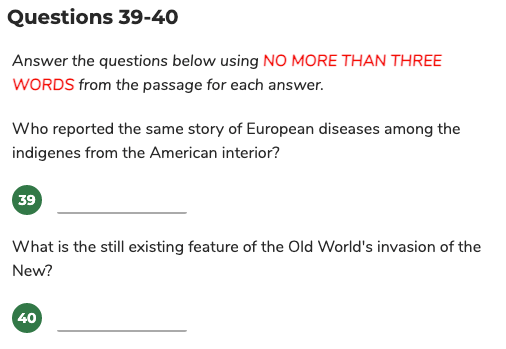 Questions 39-40
Answer the questions below using NO MORE THAN THREE
WORDS from the passage for each answer.
Who reported the same story of European diseases among the
indigenes from the American interior?
39
What is the still existing feature of the Old World's invasion of the
New?
40